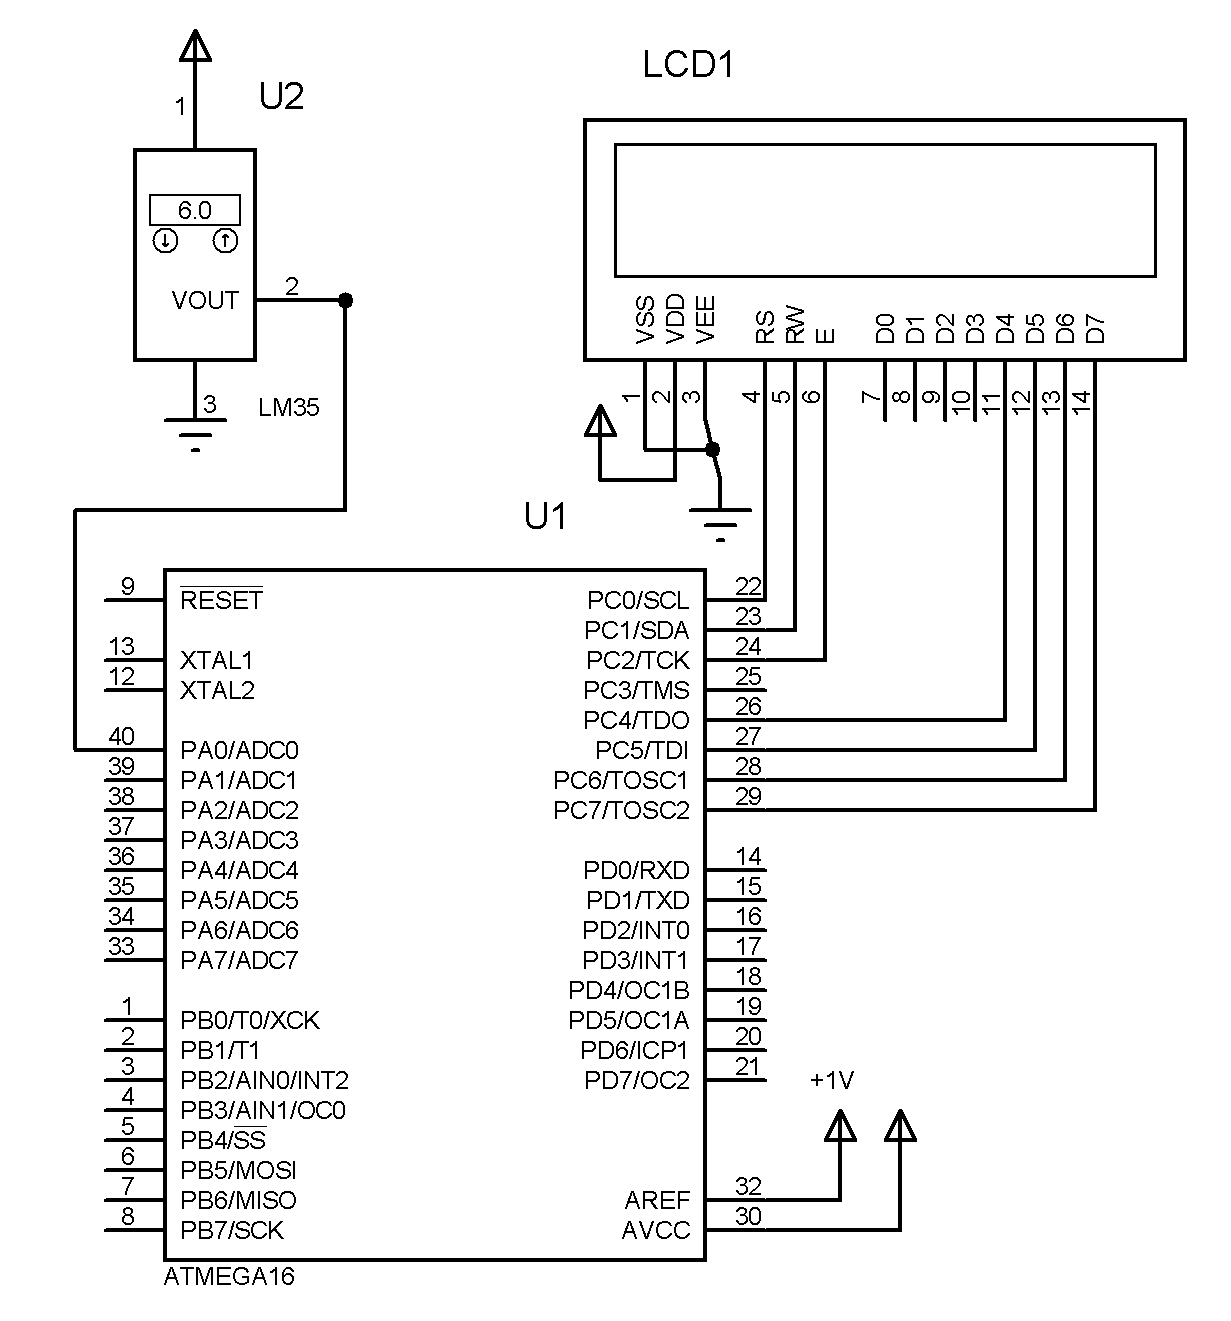 LCD1
U2
1
6.0
VOUT
2
3
LM35
VSS
VDD
VEE
RS
RW
E
D0
D1
D2
D3
D4
D5
D6
D7
1
2
3
4
5
6
7
8
9
10
11
12
13
14
U1
9 RESET
13 XTAL1
12 XTAL2
40 PA0/ADC0
39 PA1/ADC1
38 PA2/ADC2
37 PA3/ADC3
36 PA4/ADC4
35 PA5/ADC5
34 PA6/ADC6
33 PA7/ADC7
1 PB0/T0/XCK
2 PB1/T1
3 PB2/AIN0/INT2
4 PB3/AIN1/OC0
5 PB4/SS
6 PB5/MOSI
7 PB6/MISO
8 PB7/SCK
PC0/SCL 22
PC1/SDA 23
PC2/TCK 24
PC3/TMS 25
PC4/TDO 26
PC5/TDI 27
PC6/TOSC1 28
PC7/TOSC2 29
PD0/RXD 14
PD1/TXD 15
PD2/INT0 16
PD3/INT1 17
PD4/OC1B 18
PD5/OC1A 19
PD6/ICP1 20
PD7/OC2 21
+1V
AREF 32
AVCC 30
ATMEGA16